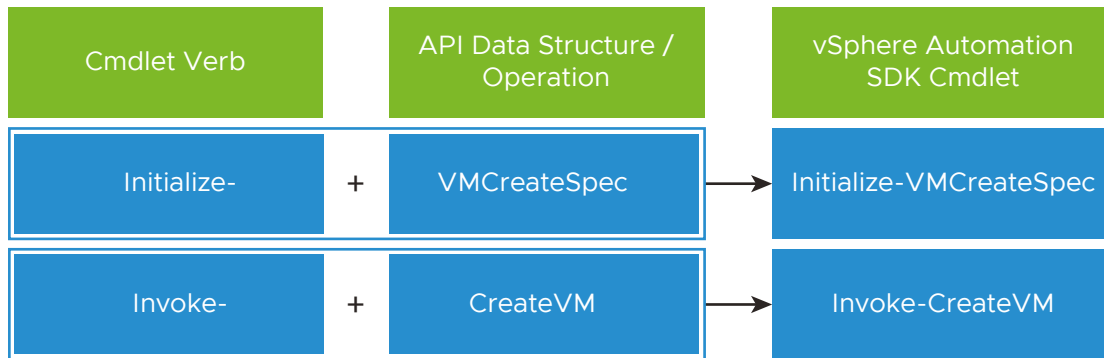 Cmdlet Verb
API Data Structure /
Operation
vSphere Automation
SDK Cmdlet
Initialize-
+
VMCreateSpec
Initialize-VMCreateSpec
Invoke-
+
CreateVM
Invoke-CreateVM